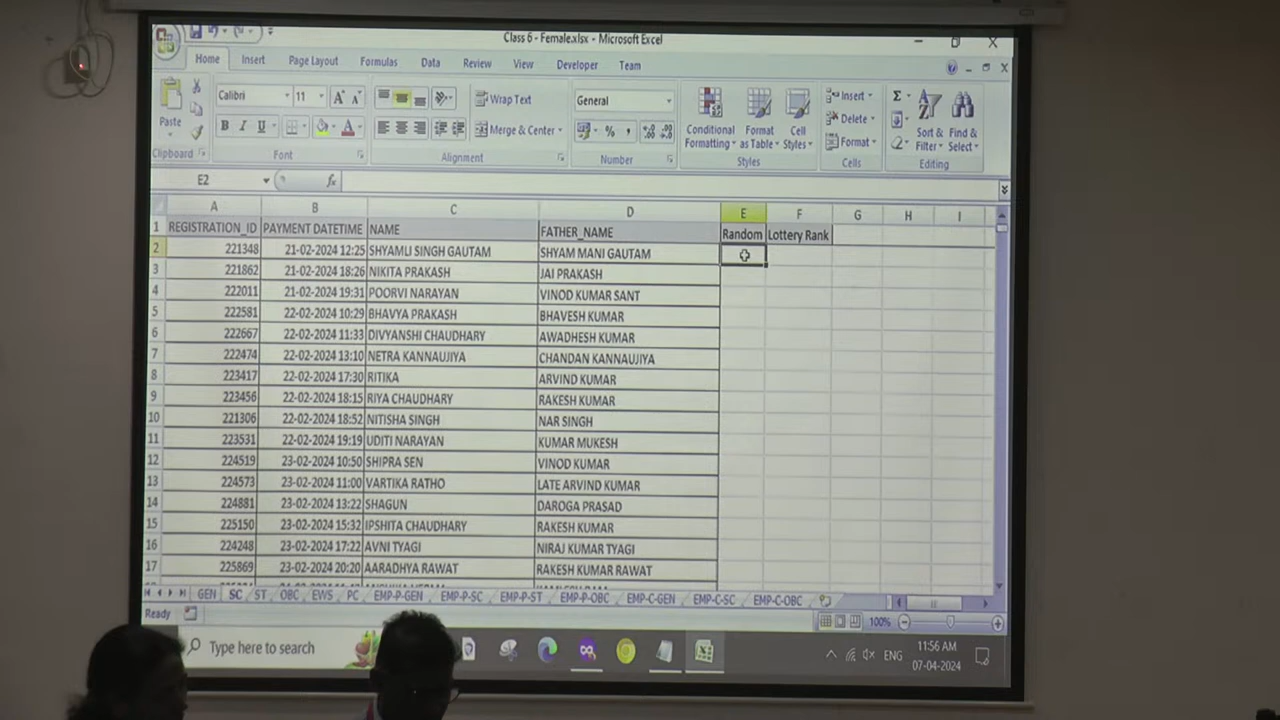 Class 6 - Female.xlsx - Microsoft Excel
Home Insert Page Layout Formulas Data Review View Developer Team
Calibri 11 Wrap Text General Insert Σ
Paste B I U Merge & Center % , Conditional Formatting Format as Table Cell Styles Delete Format Sort & Filter Find & Select
Clipboard Font Alignment Number Styles Cells Editing
E2 fx
A B C D E F G H I
1 REGISTRATION_ID PAYMENT DATETIME NAME FATHER_NAME Random Lottery Rank
2 221348 21-02-2024 12:25 SHYAMLI SINGH GAUTAM SHYAM MANI GAUTAM
3 221862 21-02-2024 18:26 NIKITA PRAKASH JAI PRAKASH
4 222011 21-02-2024 19:31 POORVI NARAYAN VINOD KUMAR SANT
5 222581 22-02-2024 10:29 BHAVYA PRAKASH BHAVESH KUMAR
6 222667 22-02-2024 11:33 DIVYANSHI CHAUDHARY AWADHESH KUMAR
7 222474 22-02-2024 13:10 NETRA KANNAUJIYA CHANDAN KANNAUJIYA
8 223417 22-02-2024 17:30 RITIKA ARVIND KUMAR
9 223456 22-02-2024 18:15 RIYA CHAUDHARY RAKESH KUMAR
10 221306 22-02-2024 18:52 NITISHA SINGH NAR SINGH
11 223531 22-02-2024 19:19 UDITI NARAYAN KUMAR MUKESH
12 224519 23-02-2024 10:50 SHIPRA SEN VINOD KUMAR
13 224573 23-02-2024 11:00 VARTIKA RATHO LATE ARVIND KUMAR
14 224881 23-02-2024 13:22 SHAGUN DAROGA PRASAD
15 225150 23-02-2024 15:32 IPSHITA CHAUDHARY RAKESH KUMAR
16 224248 23-02-2024 17:22 AVNI TYAGI NIRAJ KUMAR TYAGI
17 225869 23-02-2024 20:20 AARADHYA RAWAT RAKESH KUMAR RAWAT
GEN SC ST OBC EWS PC EMP-P-GEN EMP-P-SC EMP-P-ST EMP-P-OBC EMP-C-GEN EMP-C-SC EMP-C-OBC
Ready 100%
Type here to search ENG 11:56 AM
07-04-2024